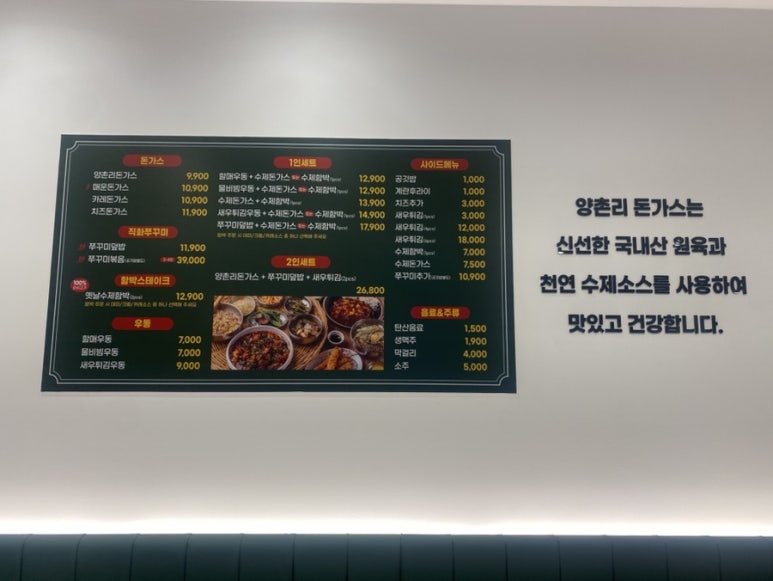 돈가스
양촌리돈가스 9,900
매운돈가스 10,900
카레돈가스 10,900
치즈돈가스 11,900
직화쭈꾸미
쭈꾸미덮밥 11,900
쭈꾸미볶음 39,000
함박스테이크
100%
옛날수제함박 12,900
우동
할매우동 7,000
물비빔우동 7,000
새우튀김우동 9,000
1인세트
할매우동 + 수제돈가스 수제함박 12,900
물비빔우동 + 수제돈가스 수제함박 12,900
수제돈가스 + 수제함박 13,900
새우튀김우동 + 수제돈가스 수제함박 14,900
쭈꾸미덮밥 + 수제돈가스 수제함박 17,900
2인세트
양촌리돈가스 + 쭈꾸미덮밥 + 새우튀김
26,800
사이드메뉴
공깃밥 1,000
계란후라이 1,000
치즈추가 3,000
새우튀김 3,000
새우튀김 12,000
새우튀김 18,000
수제함박 7,000
수제돈가스 7,500
쭈꾸미추가 10,900
음료&주류
탄산음료 1,500
생맥주 1,900
막걸리 4,000
소주 5,000
양촌리 돈가스는
신선한 국내산 원육과
천연 수제소스를 사용하여
맛있고 건강합니다.